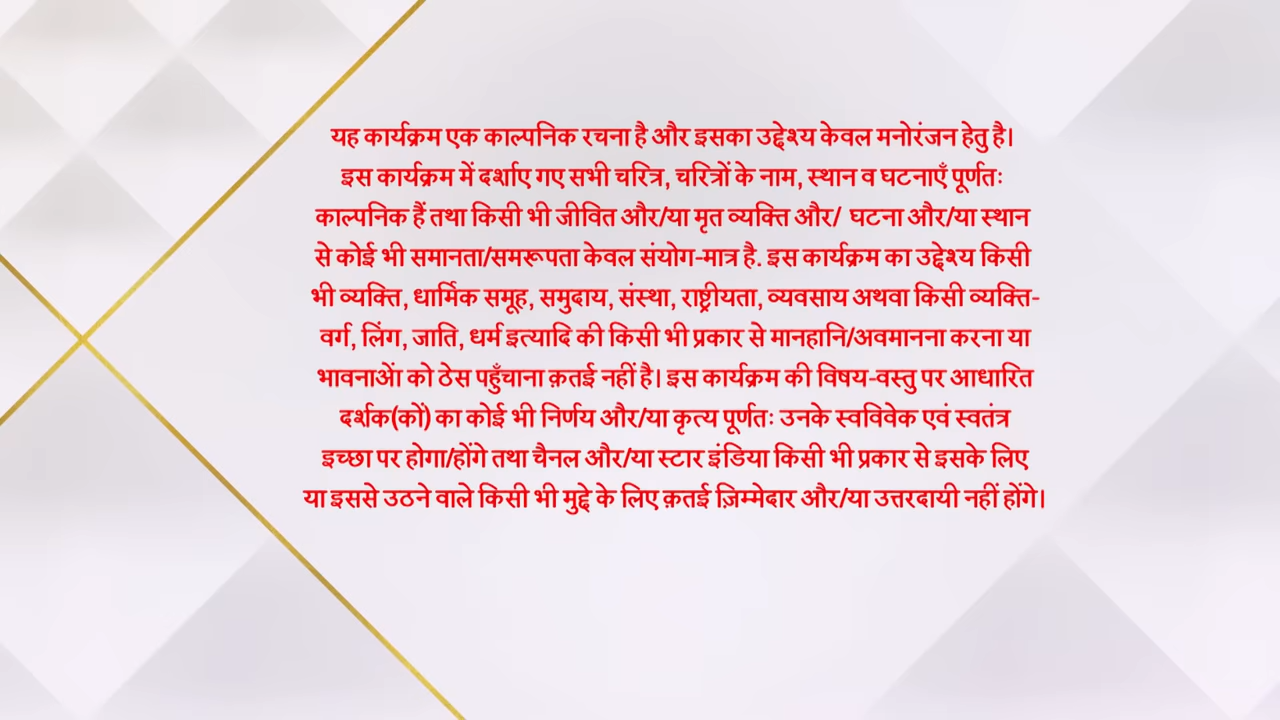 यह कार्यक्रम एक काल्पनिक रचना है और इसका उद्देश्य केवल मनोरंजन हेतु है।
इस कार्यक्रम में दर्शाए गए सभी चरित्र, चरित्रों के नाम, स्थान व घटनाएँ पूर्णतः
काल्पनिक हैं तथा किसी भी जीवित और/या मृत व्यक्ति और/ घटना और/या स्थान
से कोई भी समानता/समरूपता केवल संयोग-मात्र है. इस कार्यक्रम का उद्देश्य किसी
भी व्यक्ति, धार्मिक समूह, समुदाय, संस्था, राष्ट्रीयता, व्यवसाय अथवा किसी व्यक्ति-
वर्ग, लिंग, जाति, धर्म इत्यादि की किसी भी प्रकार से मानहानि/अवमानना करना या
भावनाओं को ठेस पहुँचाना क़तई नहीं है। इस कार्यक्रम की विषय-वस्तु पर आधारित
दर्शक(कों) का कोई भी निर्णय और/या कृत्य पूर्णतः उनके स्वविवेक एवं स्वतंत्र
इच्छा पर होगा/होंगे तथा चैनल और/या स्टार इंडिया किसी भी प्रकार से इसके लिए
या इससे उठने वाले किसी भी मुद्दे के लिए क़तई ज़िम्मेदार और/या उत्तरदायी नहीं होंगे।